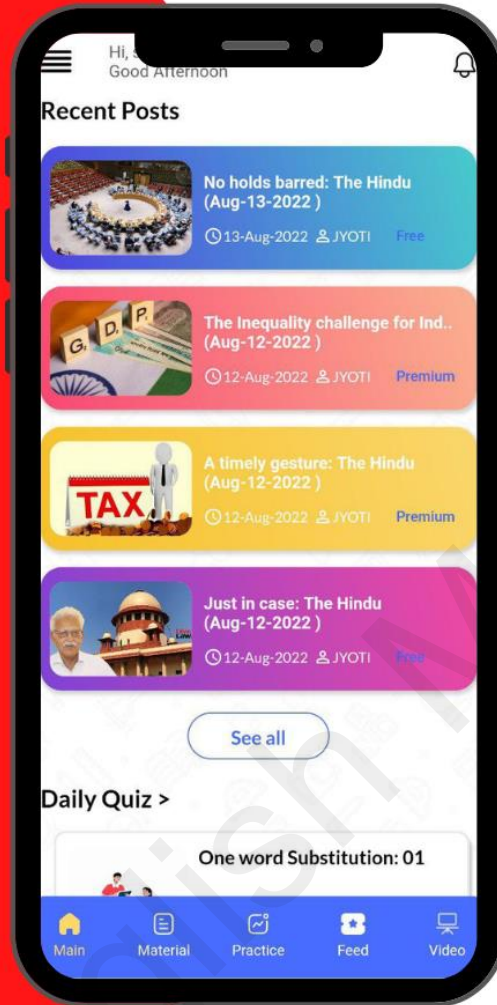 Hi,
Good Afternoon
Recent Posts
No holds barred: The Hindu
(Aug-13-2022 )
13-Aug-2022 JYOTI Free
G, D, P,
The Inequality challenge for Ind..
(Aug-12-2022 )
12-Aug-2022 JYOTI Premium
TAX
A timely gesture: The Hindu
(Aug-12-2022 )
12-Aug-2022 JYOTI Premium
Just in case: The Hindu
(Aug-12-2022 )
12-Aug-2022 JYOTI Free
See all
Daily Quiz >
One word Substitution: 01
Main Material Practice Feed Video